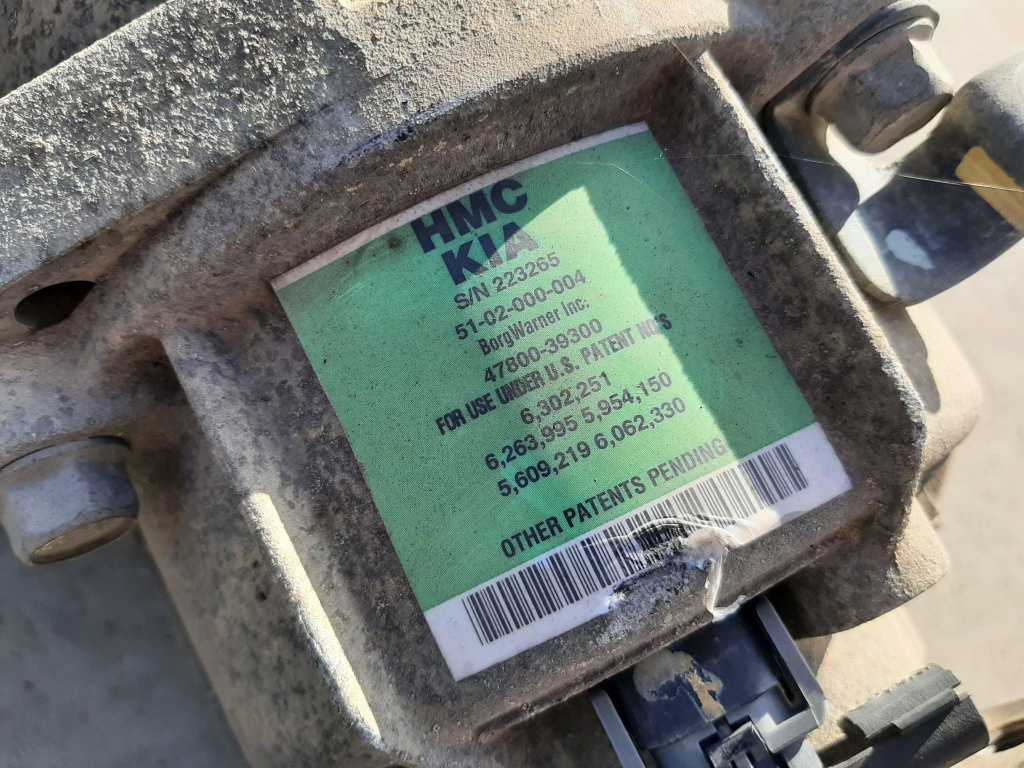 HMC
KIA
S/N 223265
51-02-000-004
BorgWarner Inc.
47800-39300
FOR USE UNDER U.S. PATENT NO'S
6,302,251
6,263,995 5,954,150
5,609,219 6,062,330
OTHER PATENTS PENDING